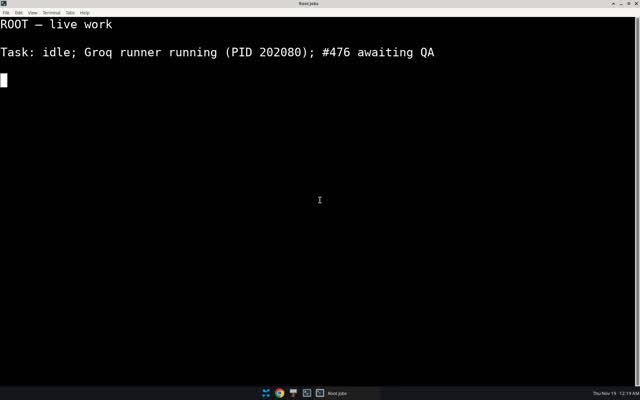 Root Jobs
File Edit View Terminal Tabs Help
ROOT — live work
Task: idle; Groq runner running (PID 202080); #476 awaiting QA
Root Jobs
Thu Nov 13 12:19 AM